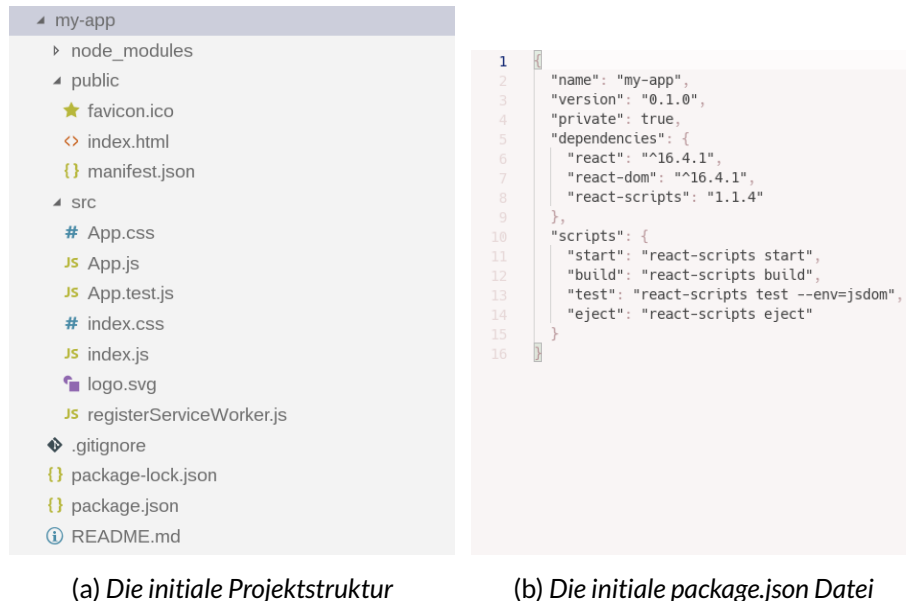 my-app
node_modules
public
favicon.ico
index.html
manifest.json
src
App.css
App.js
App.test.js
index.css
index.js
logo.svg
registerServiceWorker.js
.gitignore
package-lock.json
package.json
README.md
(a) Die initiale Projektstruktur
1 {
2 "name": "my-app",
3 "version": "0.1.0",
4 "private": true,
5 "dependencies": {
6 "react": "^16.4.1",
7 "react-dom": "^16.4.1",
8 "react-scripts": "1.1.4"
9 },
10 "scripts": {
11 "start": "react-scripts start",
12 "build": "react-scripts build",
13 "test": "react-scripts test --env=jsdom",
14 "eject": "react-scripts eject"
15 }
16 }
(b) Die initiale package.json Datei